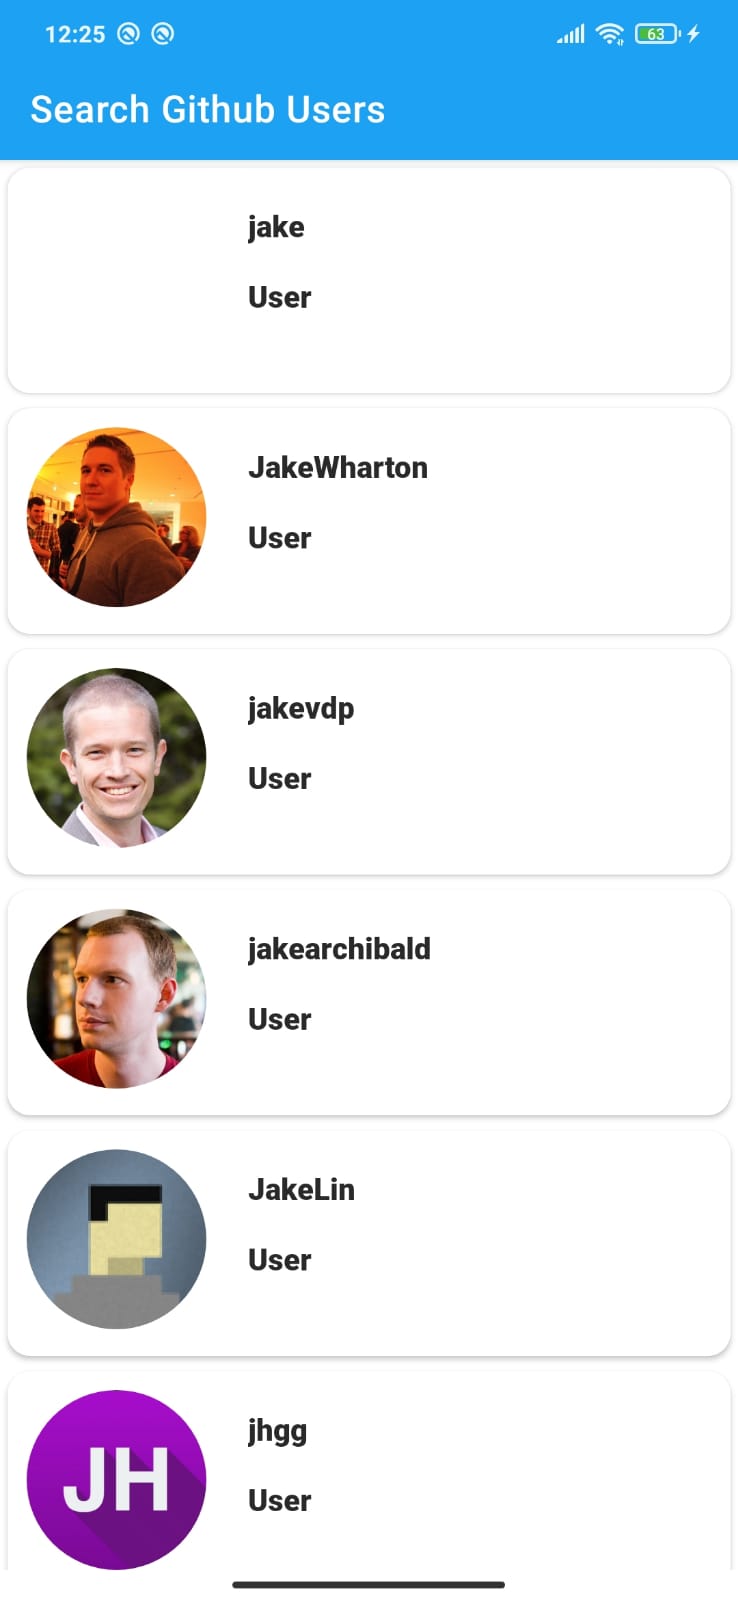 12:25
63
Search Github Users
jake
User
JakeWharton
User
jakevdp
User
jakearchibald
User
JakeLin
User
JH
jhgg
User